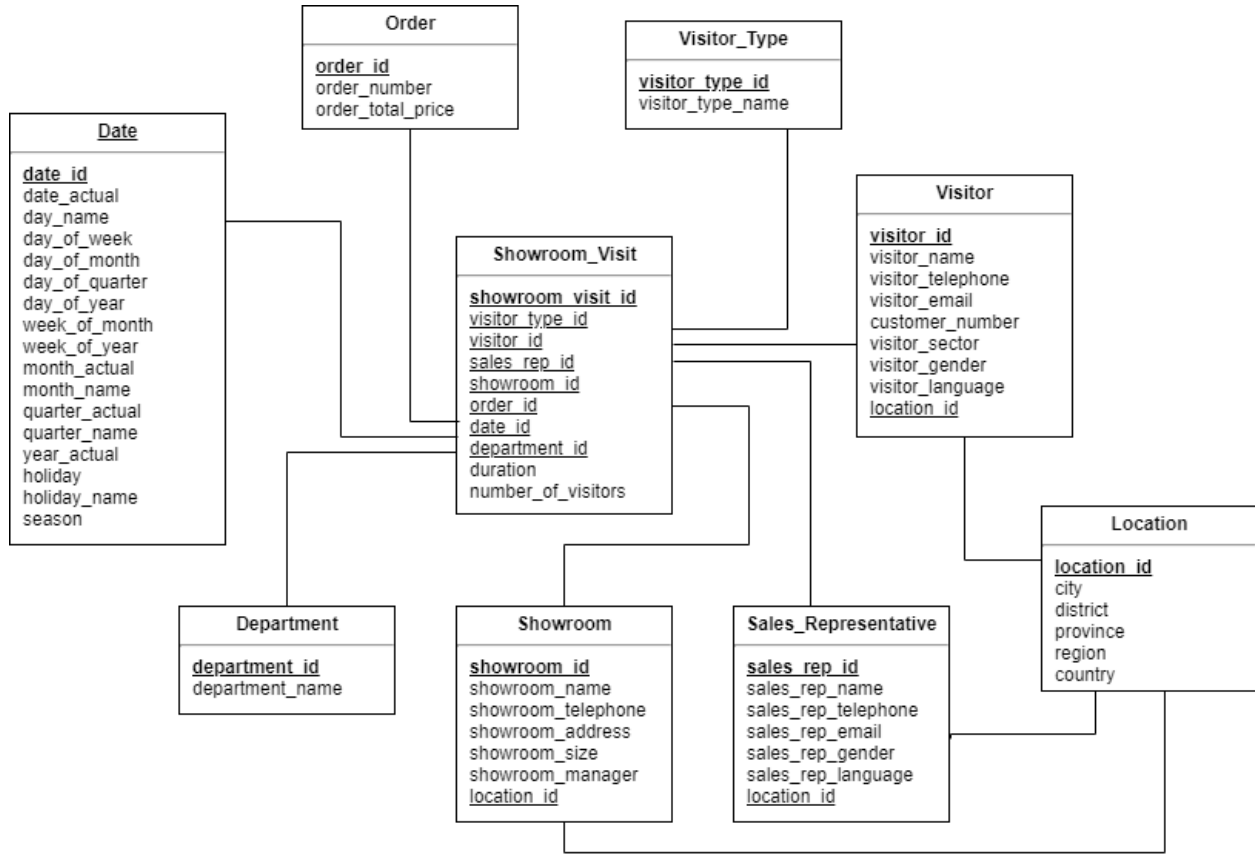 Order
order_id
order_number
order_total_price
Visitor_Type
visitor_type_id
visitor_type_name
Date
date_id
date_actual
day_name
day_of_week
day_of_month
day_of_quarter
day_of_year
week_of_month
week_of_year
month_actual
month_name
quarter_actual
quarter_name
year_actual
holiday
holiday_name
season
Visitor
visitor_id
visitor_name
visitor_telephone
visitor_email
customer_number
visitor_sector
visitor_gender
visitor_language
location_id
Showroom_Visit
showroom_visit_id
visitor_type_id
visitor_id
sales_rep_id
showroom_id
order_id
date_id
department_id
duration
number_of_visitors
Location
location_id
city
district
province
region
country
Department
department_id
department_name
Showroom
showroom_id
showroom_name
showroom_telephone
showroom_address
showroom_size
showroom_manager
location_id
Sales_Representative
sales_rep_id
sales_rep_name
sales_rep_telephone
sales_rep_email
sales_rep_gender
sales_rep_language
location_id